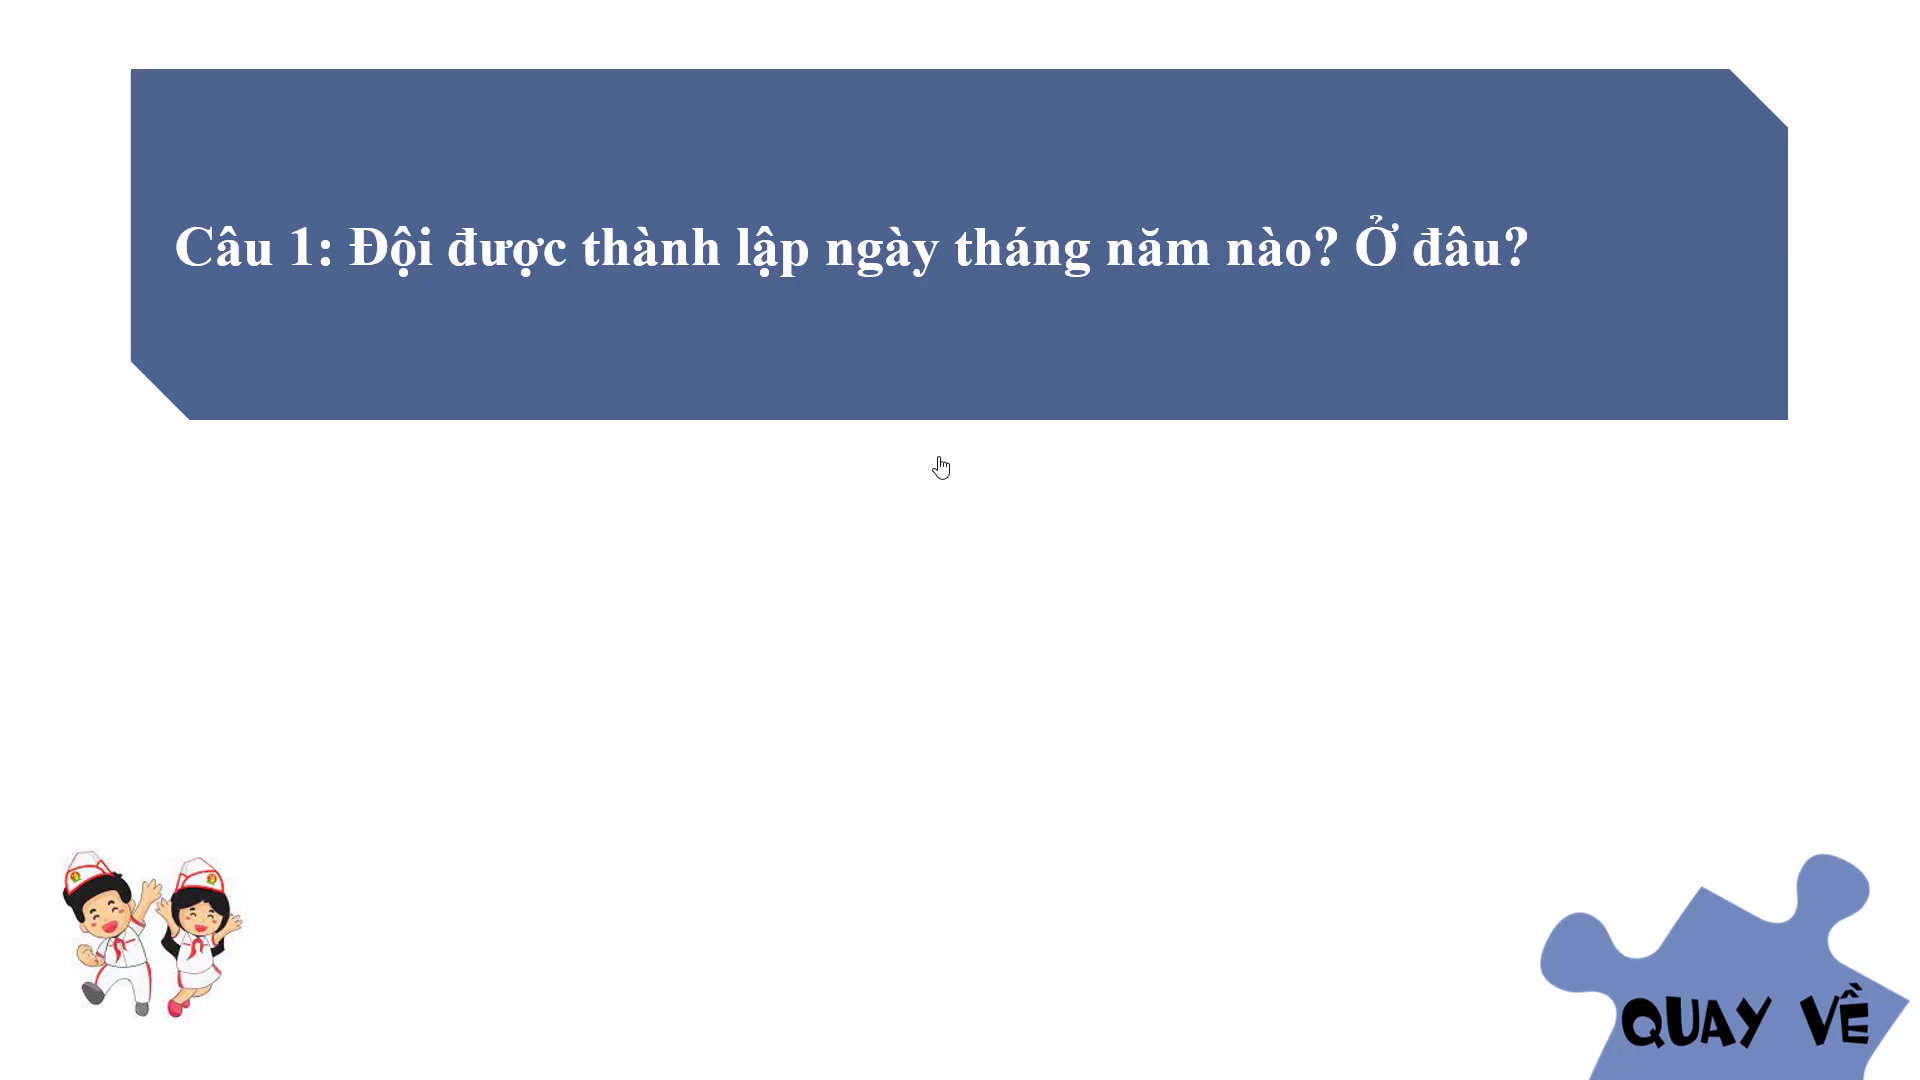 Câu 1: Đội được thành lập ngày tháng năm nào? Ở đâu?
QUAY VỀ